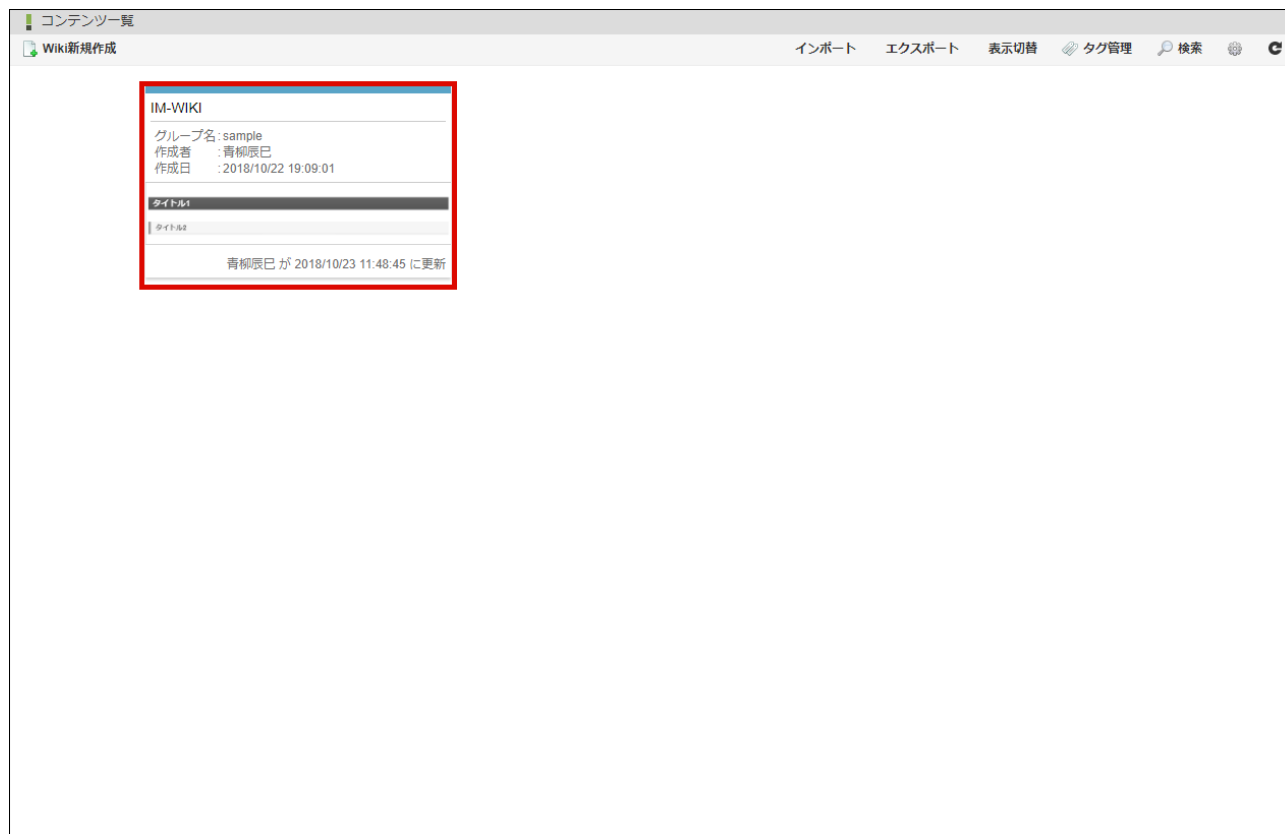 コンテンツ一覧
Wiki新規作成 インポート エクスポート 表示切替 タグ管理 検索
IM-WIKI
グループ名 : sample
作成者 : 青柳辰巳
作成日 : 2018/10/22 19:09:01
タイトル1
タイトル2
青柳辰巳 が 2018/10/23 11:48:45 に更新